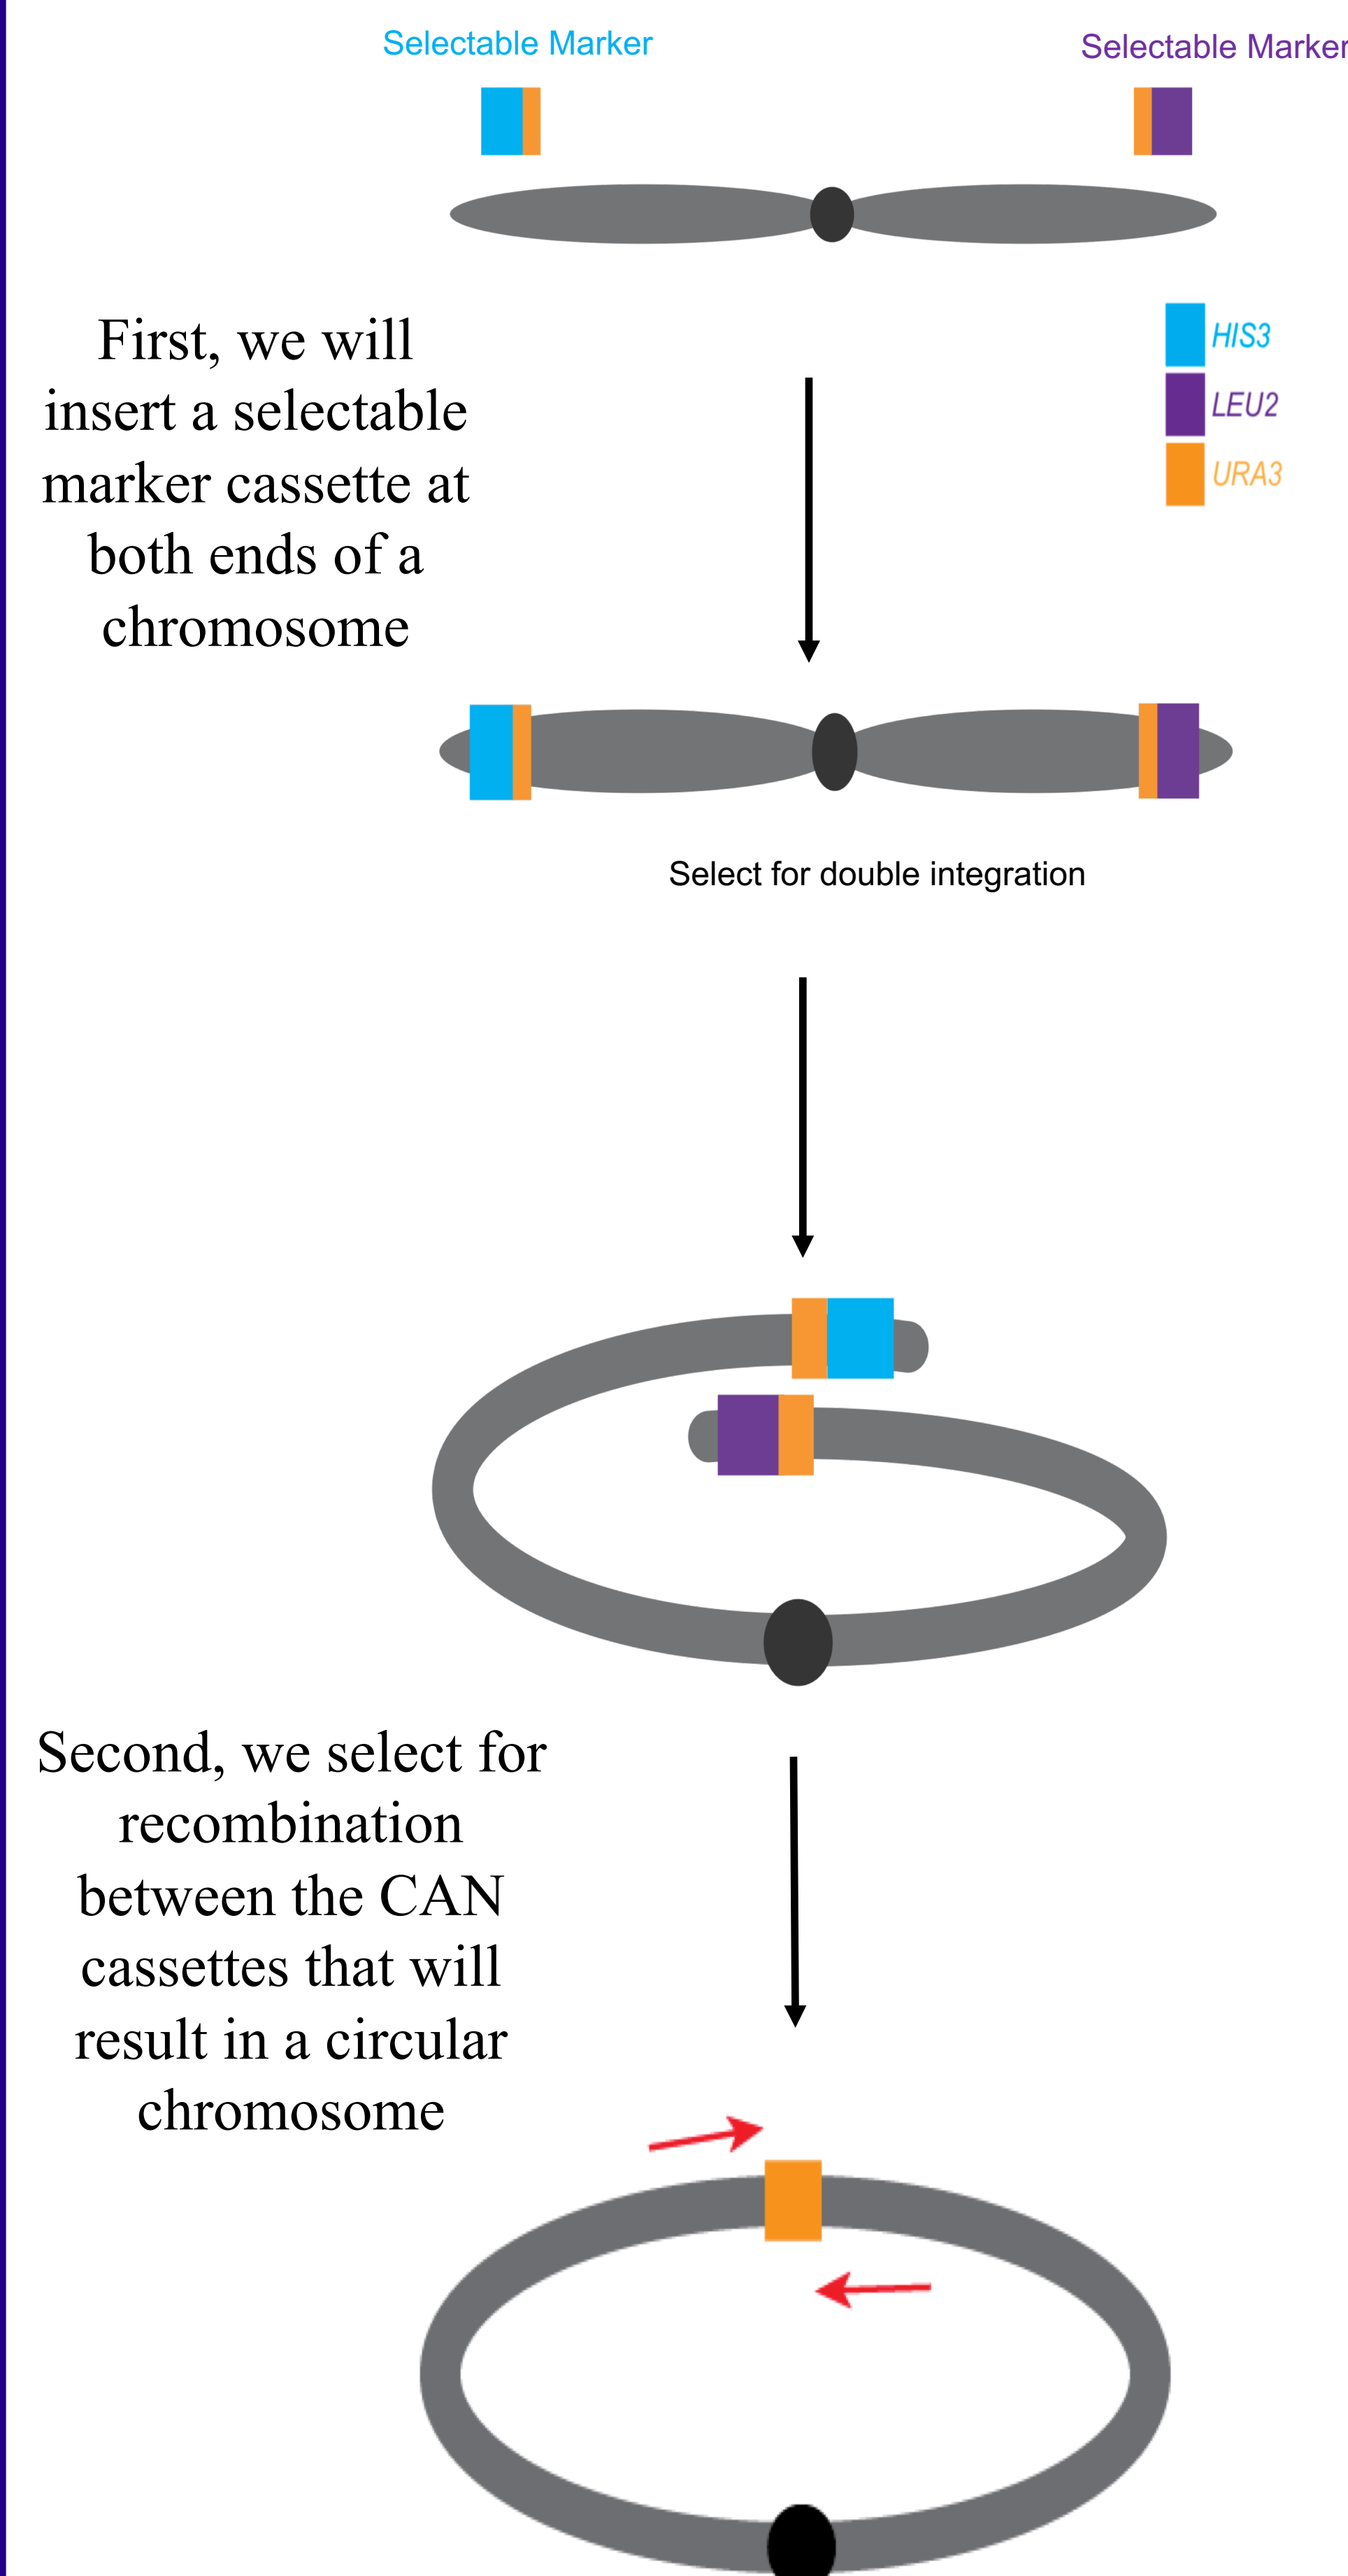 Selectable Marker
Selectable Marker
First, we will
insert a selectable
marker cassette at
both ends of a
chromosome
HIS3
LEU2
URA3
Select for double integration
Second, we select for
recombination
between the CAN
cassettes that will
result in a circular
chromosome